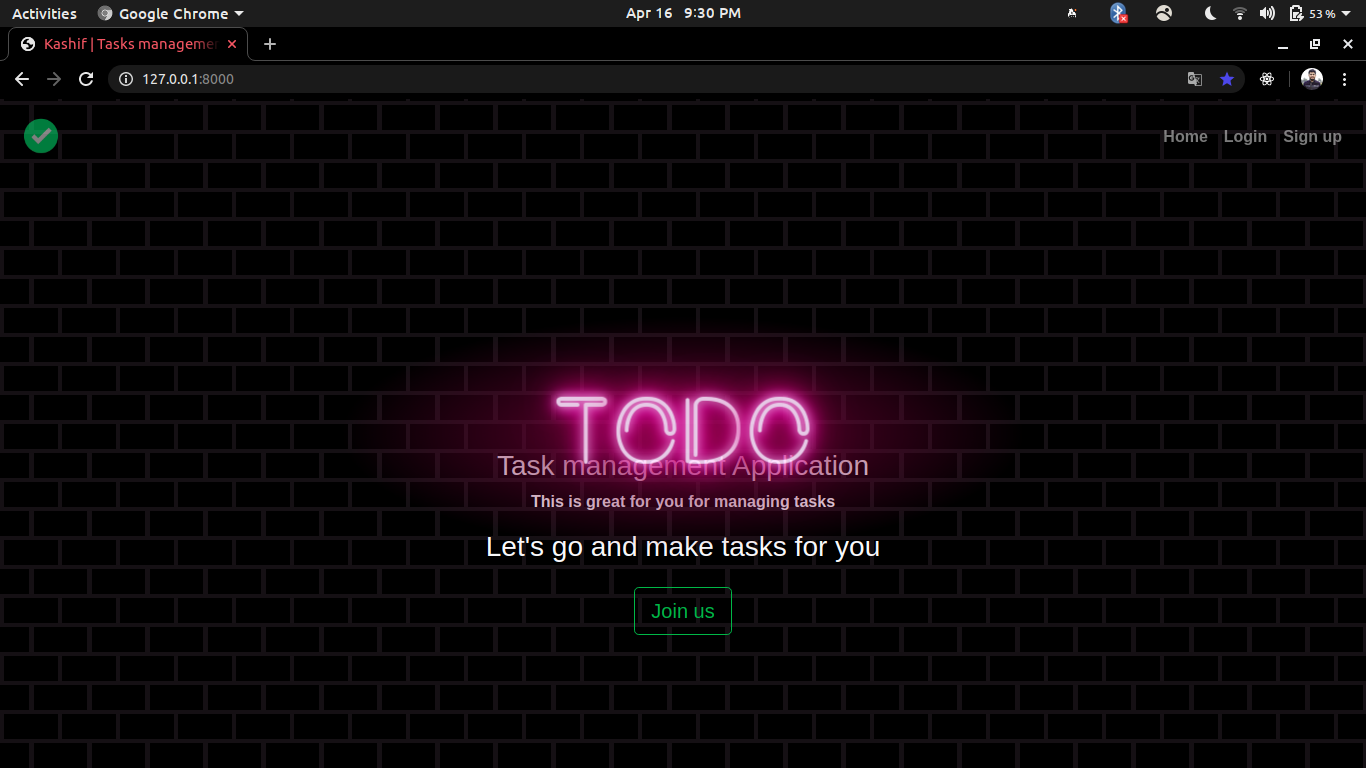 Activities Google Chrome Apr 16 9:30 PM 53 %
Kashif | Tasks manageme
127.0.0.1:8000
Home Login Sign up
TODO
Task management Application
This is great for you for managing tasks
Let's go and make tasks for you
Join us